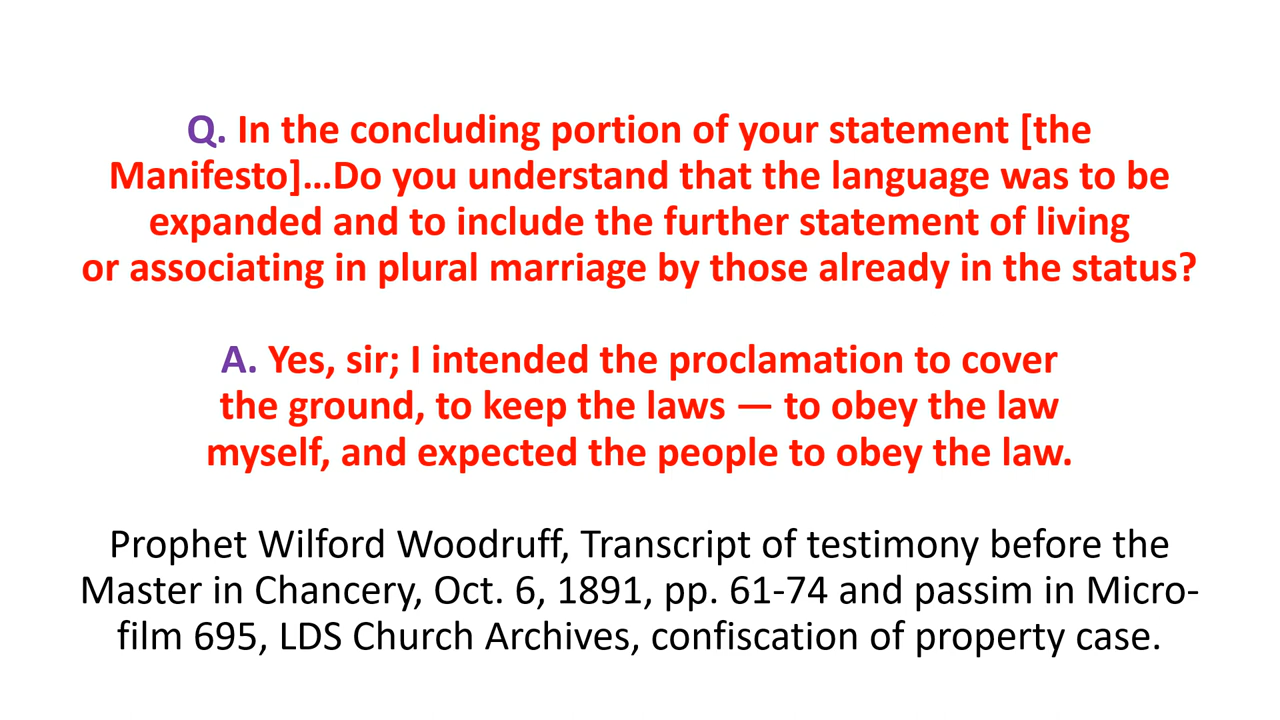 Q. In the concluding portion of your statement [the
Manifesto]…Do you understand that the language was to be
expanded and to include the further statement of living
or associating in plural marriage by those already in the status?
A. Yes, sir; I intended the proclamation to cover
the ground, to keep the laws — to obey the law
myself, and expected the people to obey the law.
Prophet Wilford Woodruff, Transcript of testimony before the
Master in Chancery, Oct. 6, 1891, pp. 61-74 and passim in Micro-
film 695, LDS Church Archives, confiscation of property case.